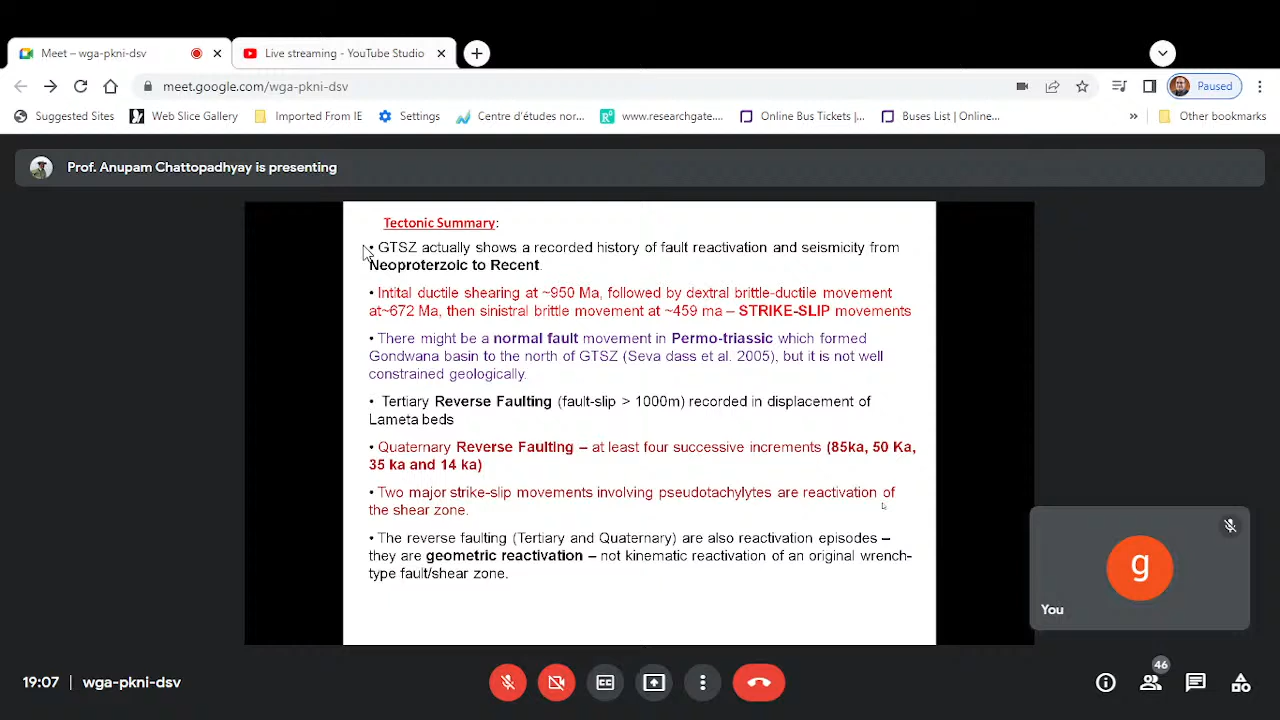 Meet – wga-pkni-dsv
Live streaming - YouTube Studio
meet.google.com/wga-pkni-dsv
Paused
Suggested Sites
Web Slice Gallery
Imported From IE
Settings
Centre d'études nor...
www.researchgate....
Online Bus Tickets |...
Buses List | Online...
»
Other bookmarks
Prof. Anupam Chattopadhyay is presenting
Tectonic Summary:
• GTSZ actually shows a recorded history of fault reactivation and seismicity from
Neoproterzoic to Recent.
• Intital ductile shearing at ~950 Ma, followed by dextral brittle-ductile movement
at~672 Ma, then sinistral brittle movement at ~459 ma – STRIKE-SLIP movements
• There might be a normal fault movement in Permo-triassic which formed
Gondwana basin to the north of GTSZ (Seva dass et al. 2005), but it is not well
constrained geologically.
• Tertiary Reverse Faulting (fault-slip > 1000m) recorded in displacement of
Lameta beds
• Quaternary Reverse Faulting – at least four successive increments (85ka, 50 Ka,
35 ka and 14 ka)
• Two major strike-slip movements involving pseudotachylytes are reactivation of
the shear zone.
• The reverse faulting (Tertiary and Quaternary) are also reactivation episodes –
they are geometric reactivation – not kinematic reactivation of an original wrench-
type fault/shear zone.
g
You
19:07 | wga-pkni-dsv
CC
46